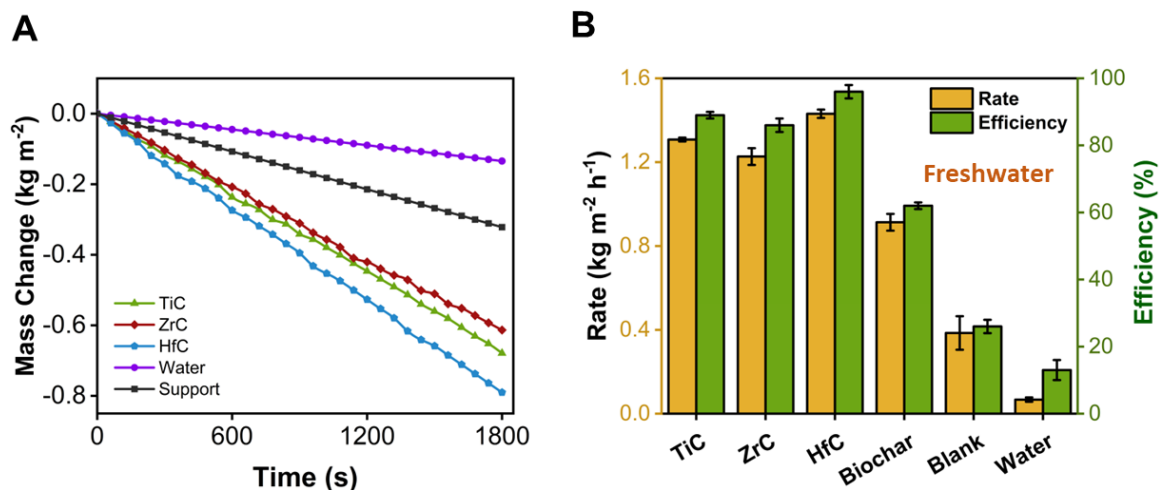 A
Mass Change (kg m-2)
0.0
-0.2
-0.4
-0.6
-0.8
TiC
ZrC
HfC
Water
Support
0
600
1200
1800
Time (s)
B
Rate (kg m-2 h-1)
1.6
1.2
0.8
0.4
0.0
Rate
Efficiency
Freshwater
100
80
60
40
20
0
Efficiency (%)
TiC
ZrC
HfC
Biochar
Blank
Water